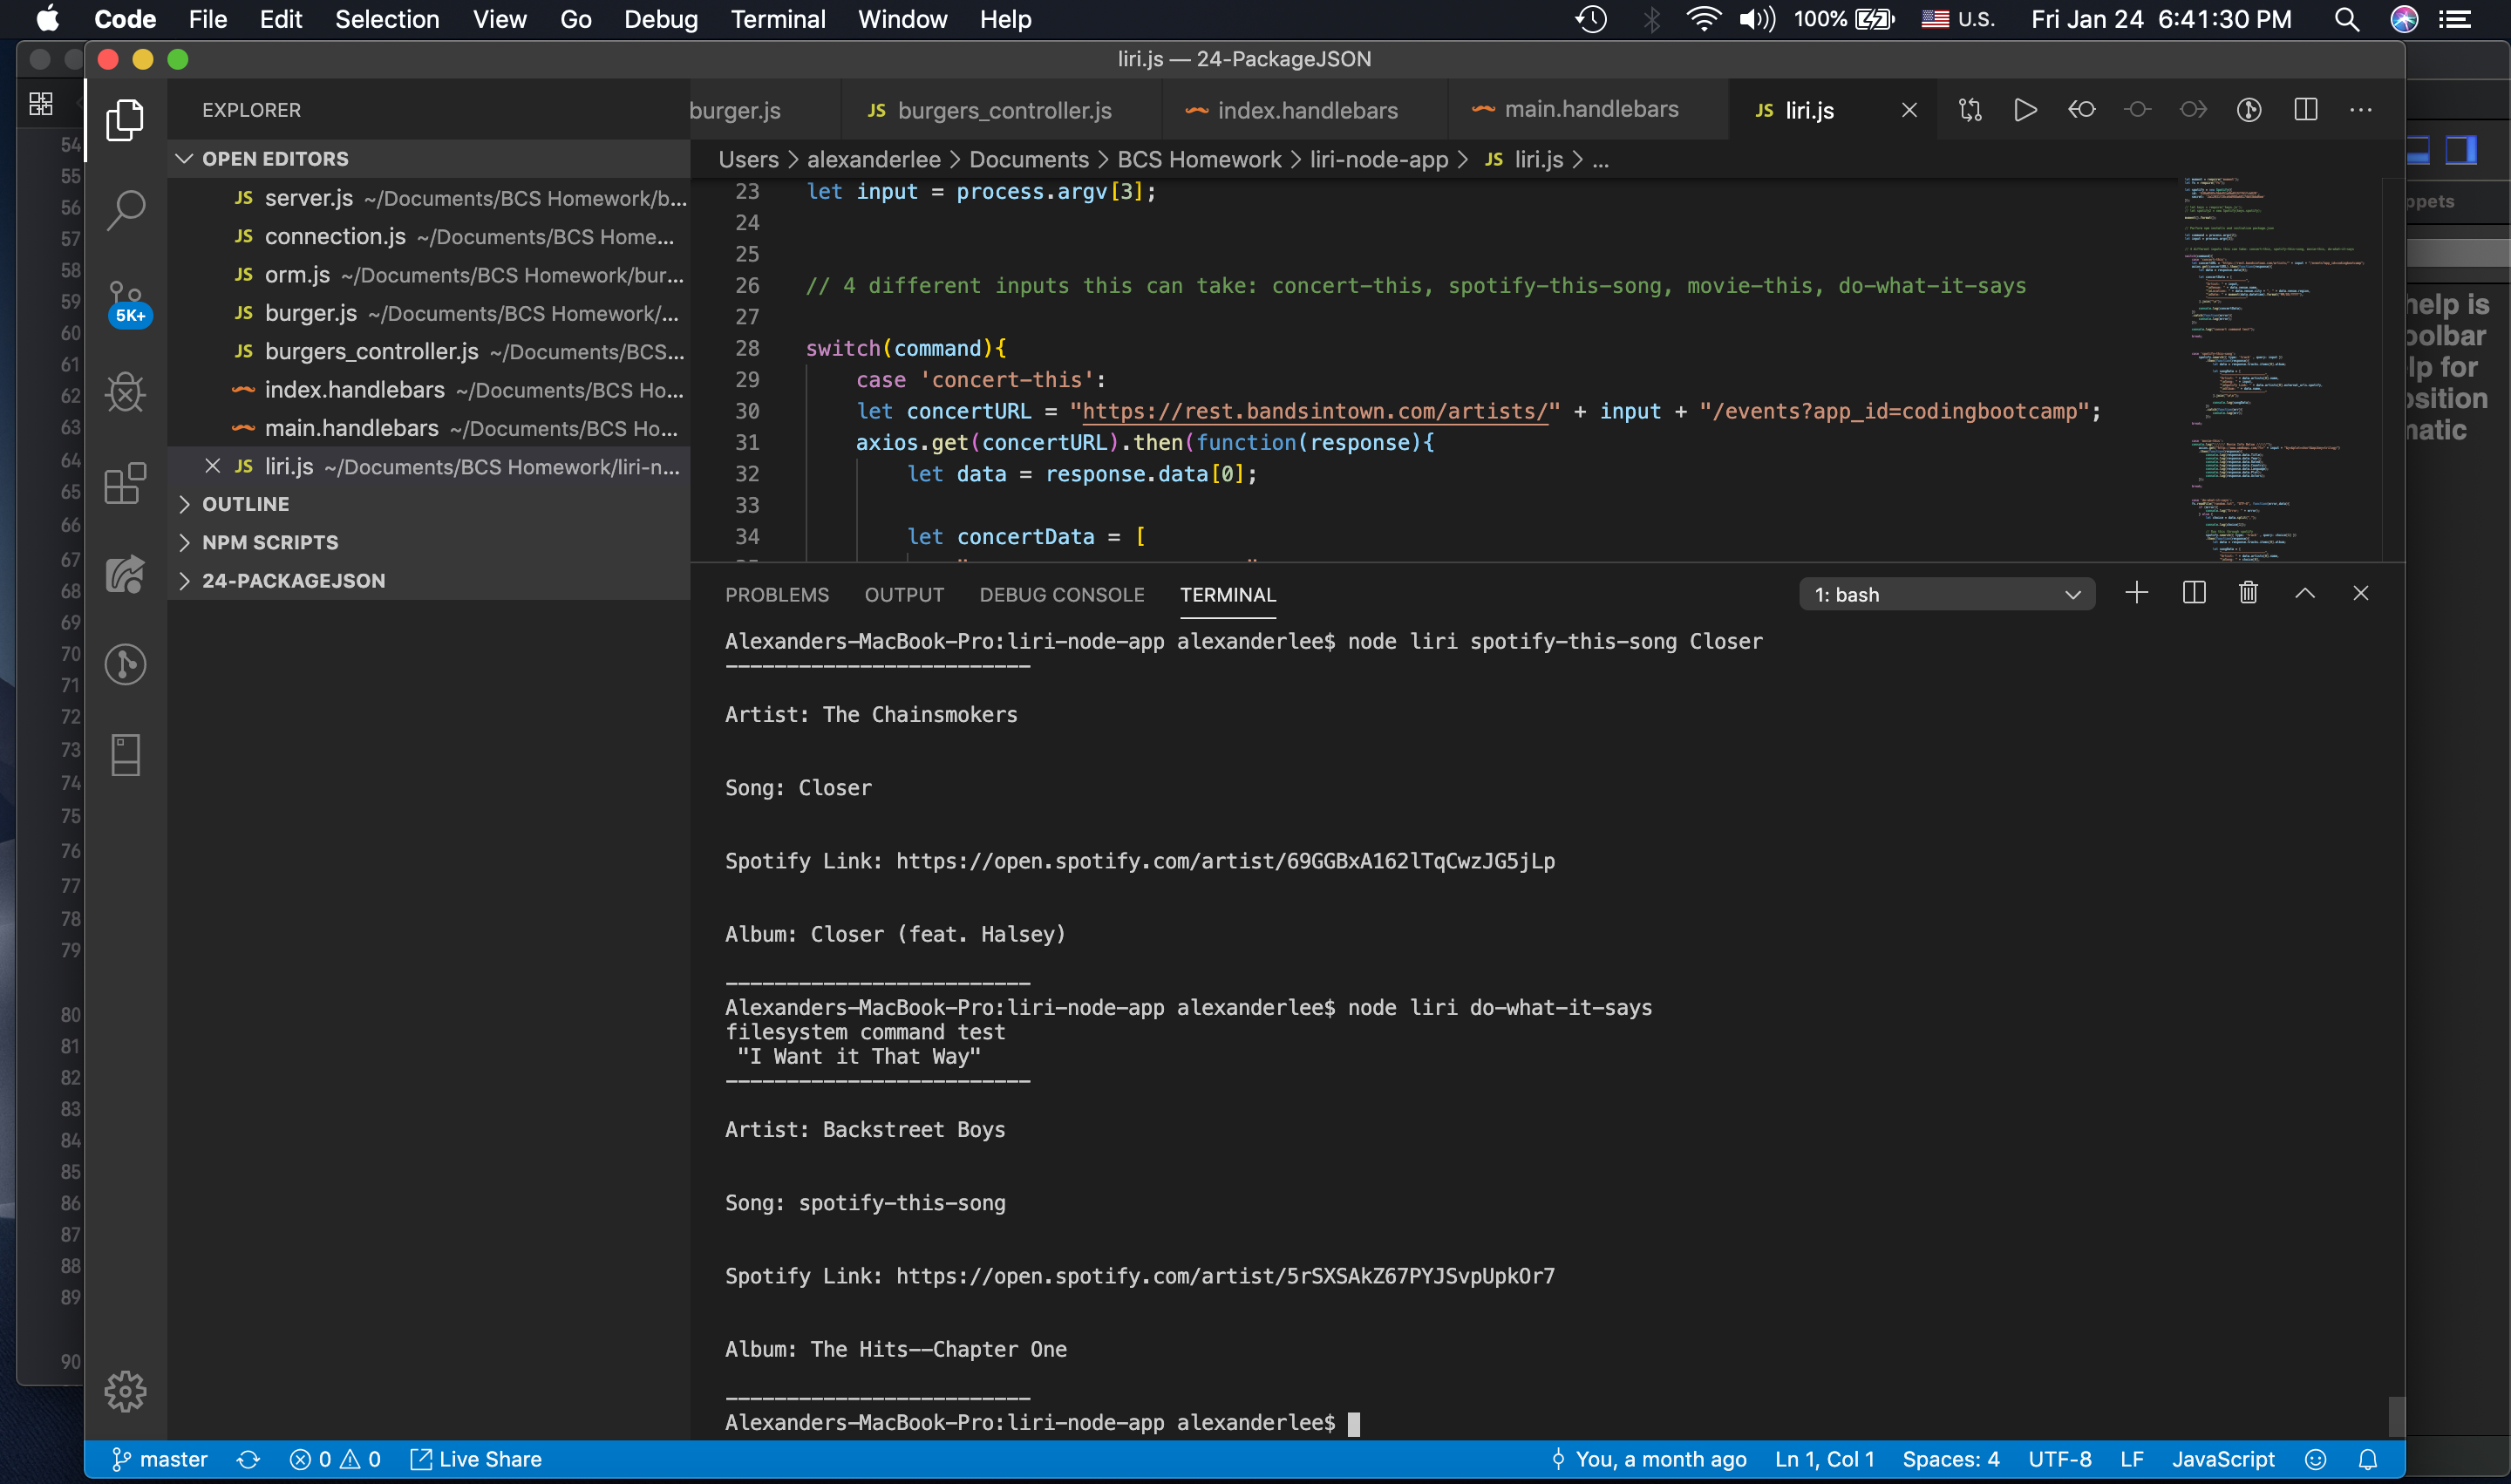 Code File Edit Selection View Go Debug Terminal Window Help 100% U.S. Fri Jan 24 6:41:30 PM
liri.js — 24-PackageJSON
EXPLORER
OPEN EDITORS
JS server.js ~/Documents/BCS Homework/b...
JS connection.js ~/Documents/BCS Home...
JS orm.js ~/Documents/BCS Homework/bur...
JS burger.js ~/Documents/BCS Homework/...
JS burgers_controller.js ~/Documents/BCS...
index.handlebars ~/Documents/BCS Ho...
main.handlebars ~/Documents/BCS Ho...
JS liri.js ~/Documents/BCS Homework/liri-n...
OUTLINE
NPM SCRIPTS
24-PACKAGEJSON
5K+
burger.js JS burgers_controller.js index.handlebars main.handlebars JS liri.js
Users > alexanderlee > Documents > BCS Homework > liri-node-app > JS liri.js > ...
23 let input = process.argv[3];
24
25
26 // 4 different inputs this can take: concert-this, spotify-this-song, movie-this, do-what-it-says
27
28 switch(command){
29 case 'concert-this':
30 let concertURL = "https://rest.bandsintown.com/artists/" + input + "/events?app_id=codingbootcamp";
31 axios.get(concertURL).then(function(response){
32 let data = response.data[0];
33
34 let concertData = [
PROBLEMS OUTPUT DEBUG CONSOLE TERMINAL 1: bash
Alexanders-MacBook-Pro:liri-node-app alexanderlee$ node liri spotify-this-song Closer
-------------------------
Artist: The Chainsmokers
Song: Closer
Spotify Link: https://open.spotify.com/artist/69GGBxA162lTqCwzJG5jLp
Album: Closer (feat. Halsey)
-------------------------
Alexanders-MacBook-Pro:liri-node-app alexanderlee$ node liri do-what-it-says
filesystem command test
"I Want it That Way"
-------------------------
Artist: Backstreet Boys
Song: spotify-this-song
Spotify Link: https://open.spotify.com/artist/5rSXSAkZ67PYJSvpUpkOr7
Album: The Hits--Chapter One
-------------------------
Alexanders-MacBook-Pro:liri-node-app alexanderlee$
master 0 0 Live Share You, a month ago Ln 1, Col 1 Spaces: 4 UTF-8 LF JavaScript
54
55
56
57
58
59
60
61
62
63
64
65
66
67
68
69
70
71
72
73
74
75
76
77
78
79
80
81
82
83
84
85
86
87
88
89
90
ppets
help is
oolbar
lp for
osition
matic